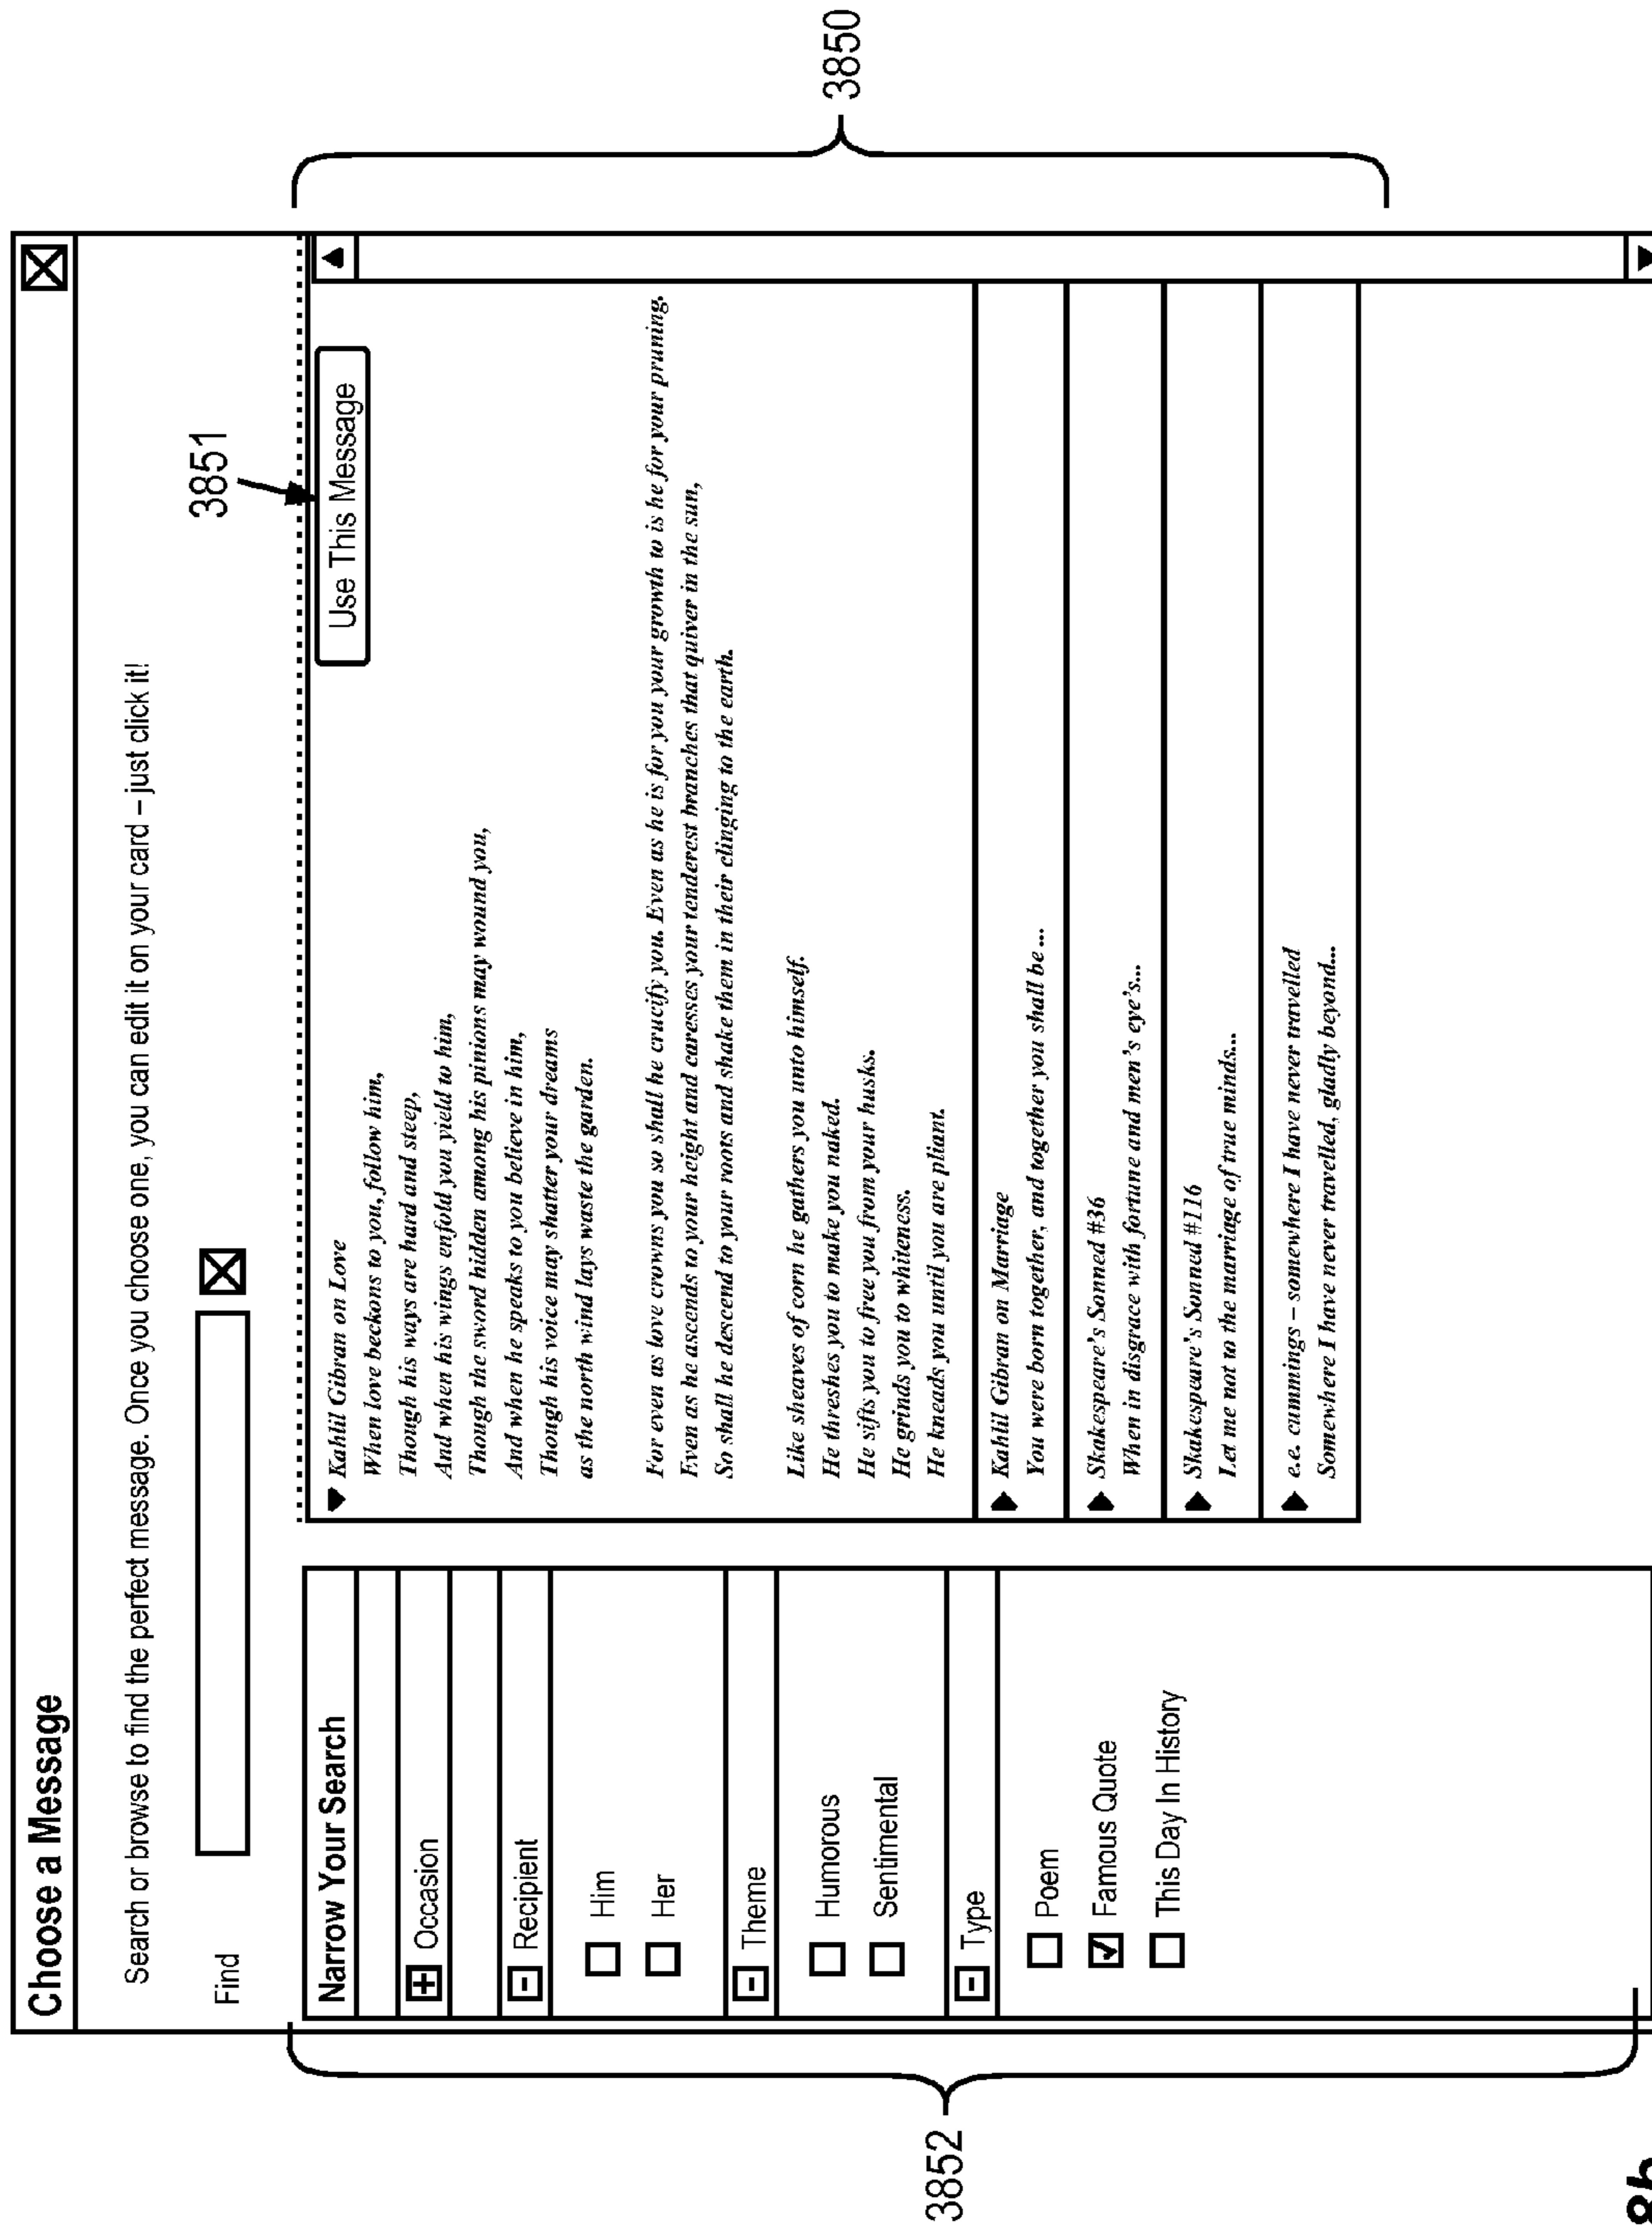 Choose a Message
Search or browse to find the perfect message. Once you choose one, you can edit it on your card – just click it!
Find
3851
Narrow Your Search
Occasion
Recipient
Him
Her
Theme
Humorous
Sentimental
Type
Poem
Famous Quote
This Day In History
Use This Message
Kahlil Gibran on Love
When love beckons to you, follow him,
Though his ways are hard and steep,
And when his wings enfold you yield to him,
Though the sword hidden among his pinions may wound you,
And when he speaks to you believe in him,
Though his voice may shatter your dreams
as the north wind lays waste the garden.
For even as love crowns you so shall he crucify you. Even as he is for you your growth to is he for your pruning.
Even as he ascends to your height and caresses your tenderest branches that quiver in the sun,
So shall he descend to your roots and shake them in their clinging to the earth.
Like sheaves of corn he gathers you unto himself.
He threshes you to make you naked.
He sifts you to free you from your husks.
He grinds you to whiteness.
He kneads you until you are pliant.
Kahlil Gibran on Marriage
You were born together, and together you shall be...
Skakespeare's Sonned #36
When in disgrace with fortune and men's eye's...
Skakespeare's Sonned #116
Let me not to the marriage of true minds...
e.e. cummings – somewhere I have never travelled
Somewhere I have never travelled, gladly beyond...
3852
3850